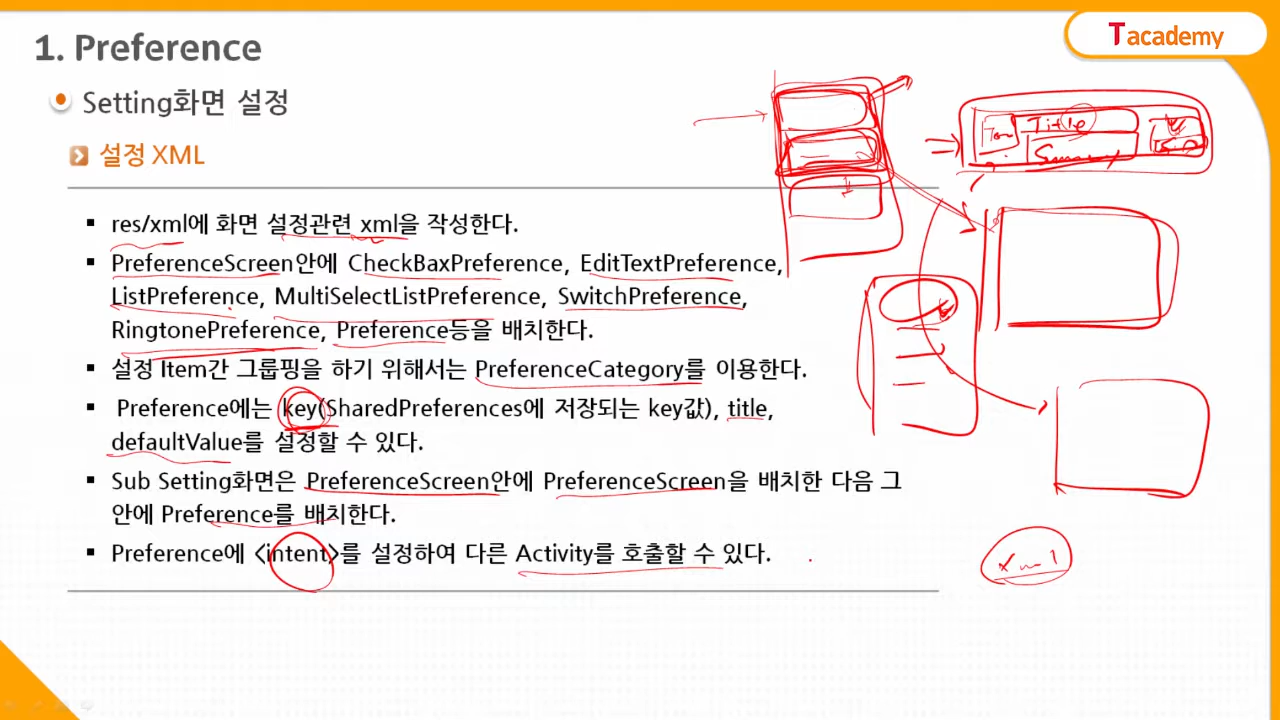 1. Preference
Tacademy
Setting화면 설정
설정 XML
▪ res/xml에 화면 설정관련 xml을 작성한다.
▪ PreferenceScreen안에 CheckBaxPreference, EditTextPreference,
ListPreference, MultiSelectListPreference, SwitchPreference,
RingtonePreference, Preference등을 배치한다.
▪ 설정 Item간 그룹핑을 하기 위해서는 PreferenceCategory를 이용한다.
▪ Preference에는 key(SharedPreferences에 저장되는 key값), title,
defaultValue를 설정할 수 있다.
▪ Sub Setting화면은 PreferenceScreen안에 PreferenceScreen을 배치한 다음 그
안에 Preference를 배치한다.
▪ Preference에 <intent>를 설정하여 다른 Activity를 호출할 수 있다.
Title
Summary
xml